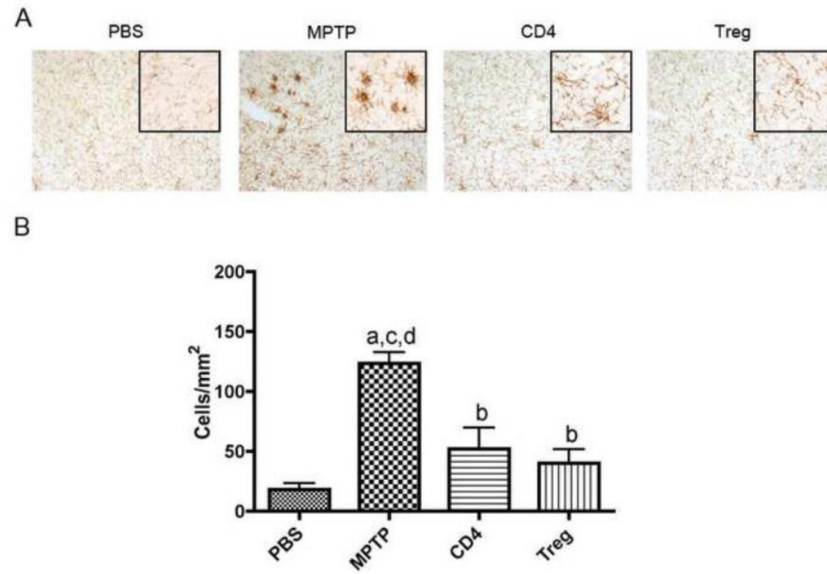 A
PBS MPTP CD4 Treg
B
200
150
100
50
0
Cells/mm²
a,c,d
b
b
PBS
MPTP
CD4
Treg